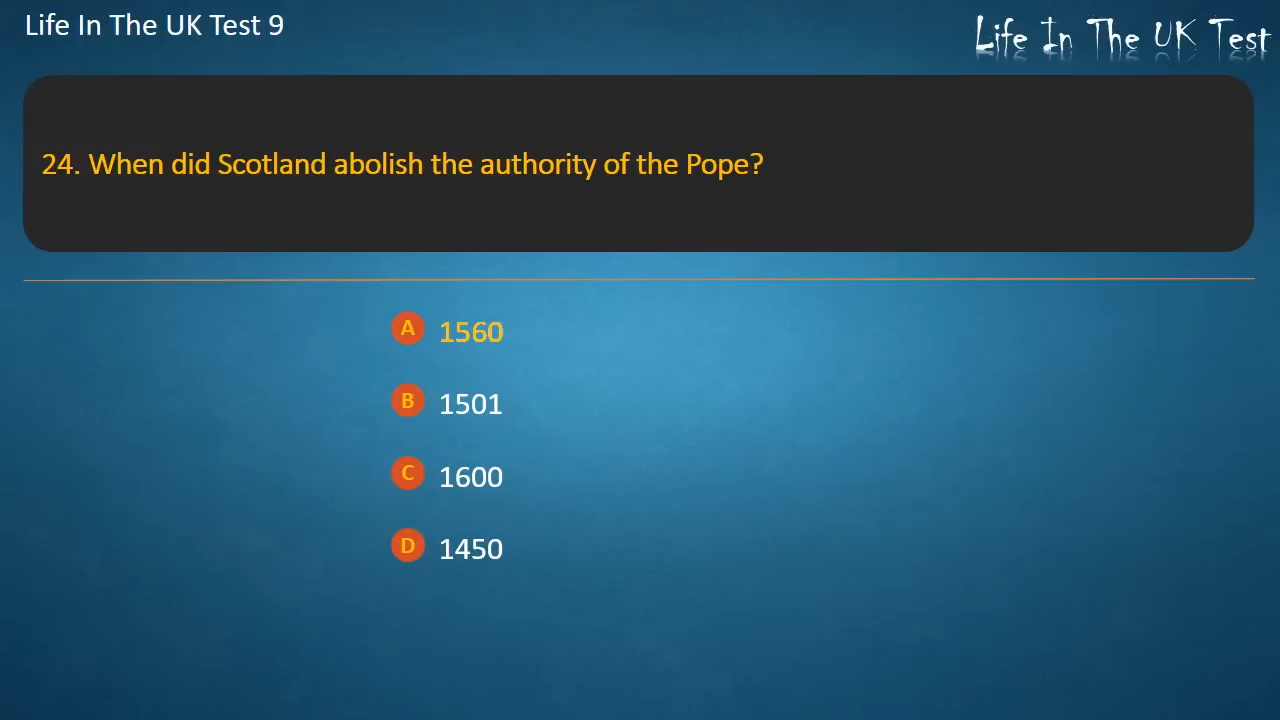 Life In The UK Test 9
Life In The UK Test
24. When did Scotland abolish the authority of the Pope?
A 1560
B 1501
C 1600
D 1450